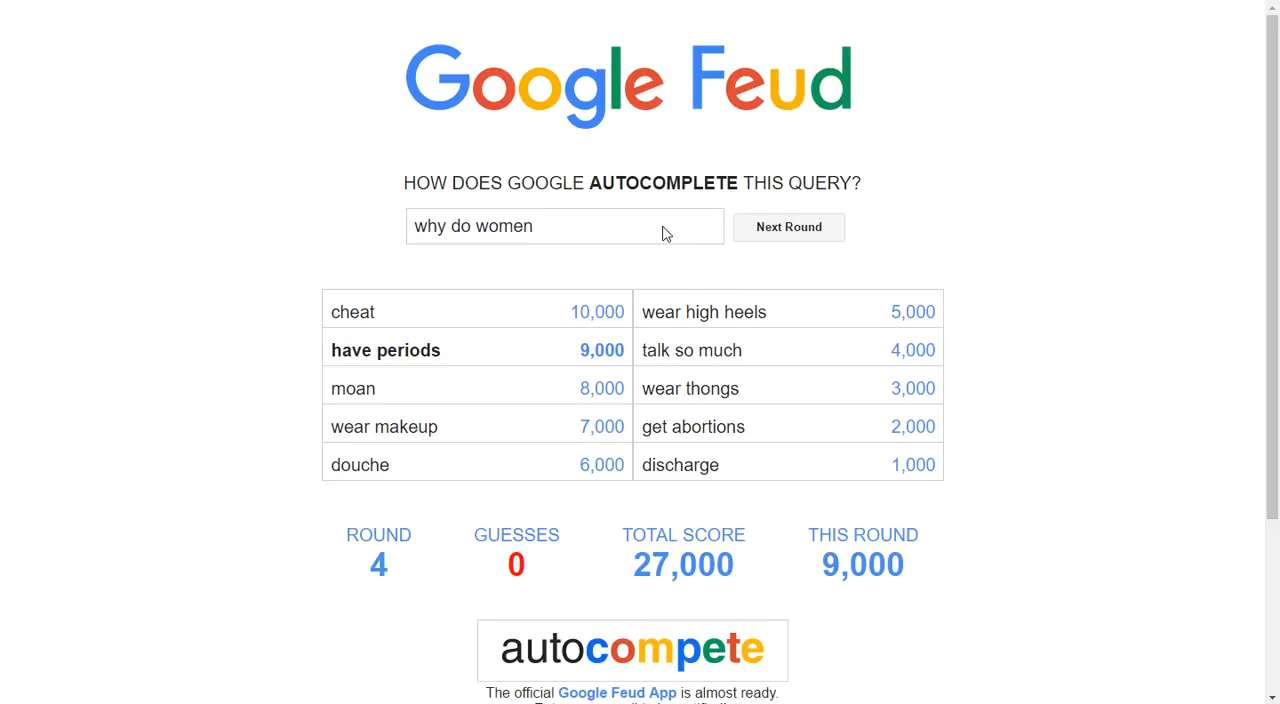 Google Feud
HOW DOES GOOGLE AUTOCOMPLETE THIS QUERY?
why do women
Next Round
cheat 10,000 wear high heels 5,000
have periods 9,000 talk so much 4,000
moan 8,000 wear thongs 3,000
wear makeup 7,000 get abortions 2,000
douche 6,000 discharge 1,000
ROUND GUESSES TOTAL SCORE THIS ROUND
4 0 27,000 9,000
autocompete
The official Google Feud App is almost ready.